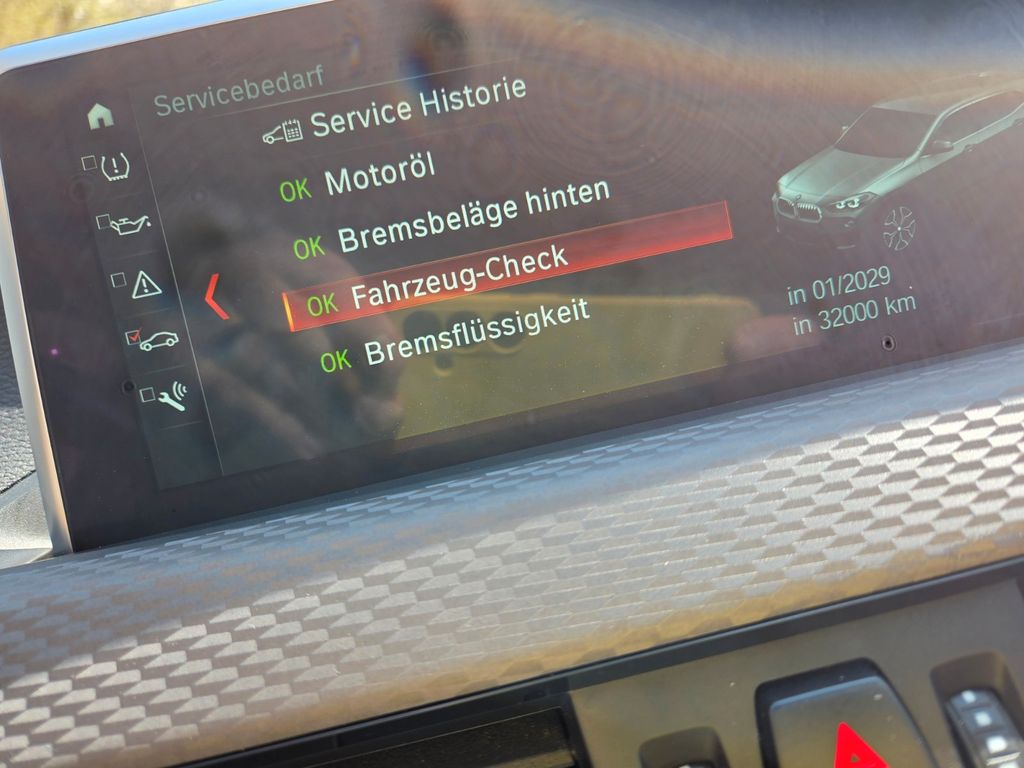 Servicebedarf
Service Historie
OK Motoröl
OK Bremsbeläge hinten
OK Fahrzeug-Check
OK Bremsflüssigkeit
in 01/2029
in 32000 km